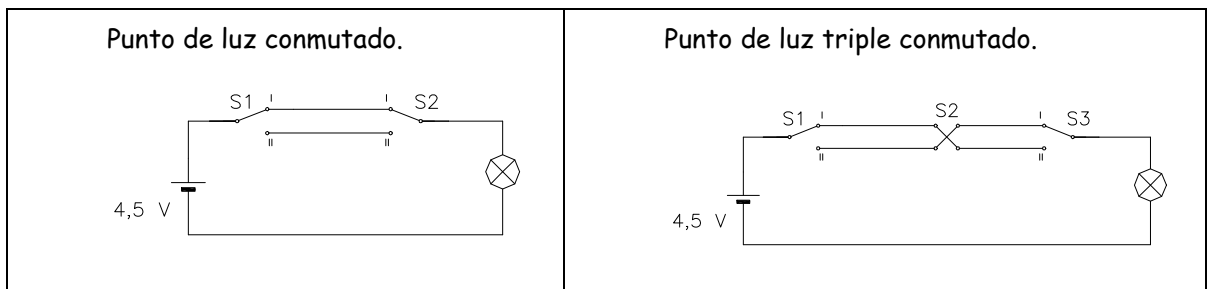 Punto de luz conmutado.
S1 I I S2
II II
4,5 V
Punto de luz triple conmutado.
S1 I S2 I S3
II II
4,5 V